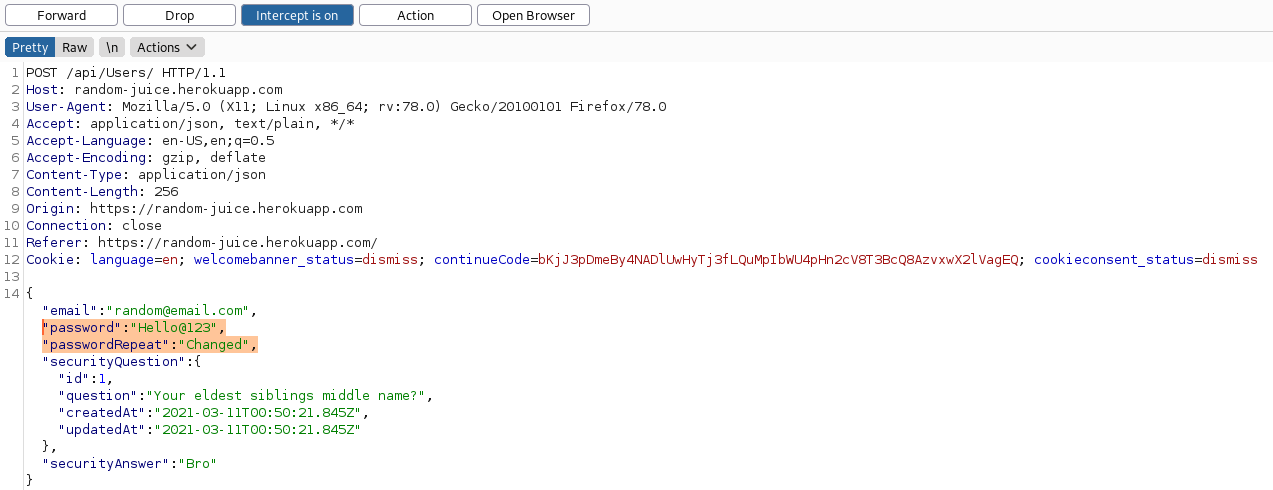 Forward Drop Intercept is on Action Open Browser
Pretty Raw \n Actions
1 POST /api/Users/ HTTP/1.1
2 Host: random-juice.herokuapp.com
3 User-Agent: Mozilla/5.0 (X11; Linux x86_64; rv:78.0) Gecko/20100101 Firefox/78.0
4 Accept: application/json, text/plain, */*
5 Accept-Language: en-US,en;q=0.5
6 Accept-Encoding: gzip, deflate
7 Content-Type: application/json
8 Content-Length: 256
9 Origin: https://random-juice.herokuapp.com
10 Connection: close
11 Referer: https://random-juice.herokuapp.com/
12 Cookie: language=en; welcomebanner_status=dismiss; continueCode=bKjJ3pDmeBy4NADlUwHyTj3fLQuMpIbWU4pHn2cV8T3BcQ8AzvxwX2lVagEQ; cookieconsent_status=dismiss
13
14 {
"email":"random@email.com",
"password":"Hello@123",
"passwordRepeat":"Changed",
"securityQuestion":{
"id":1,
"question":"Your eldest siblings middle name?",
"createdAt":"2021-03-11T00:50:21.845Z",
"updatedAt":"2021-03-11T00:50:21.845Z"
},
"securityAnswer":"Bro"
}